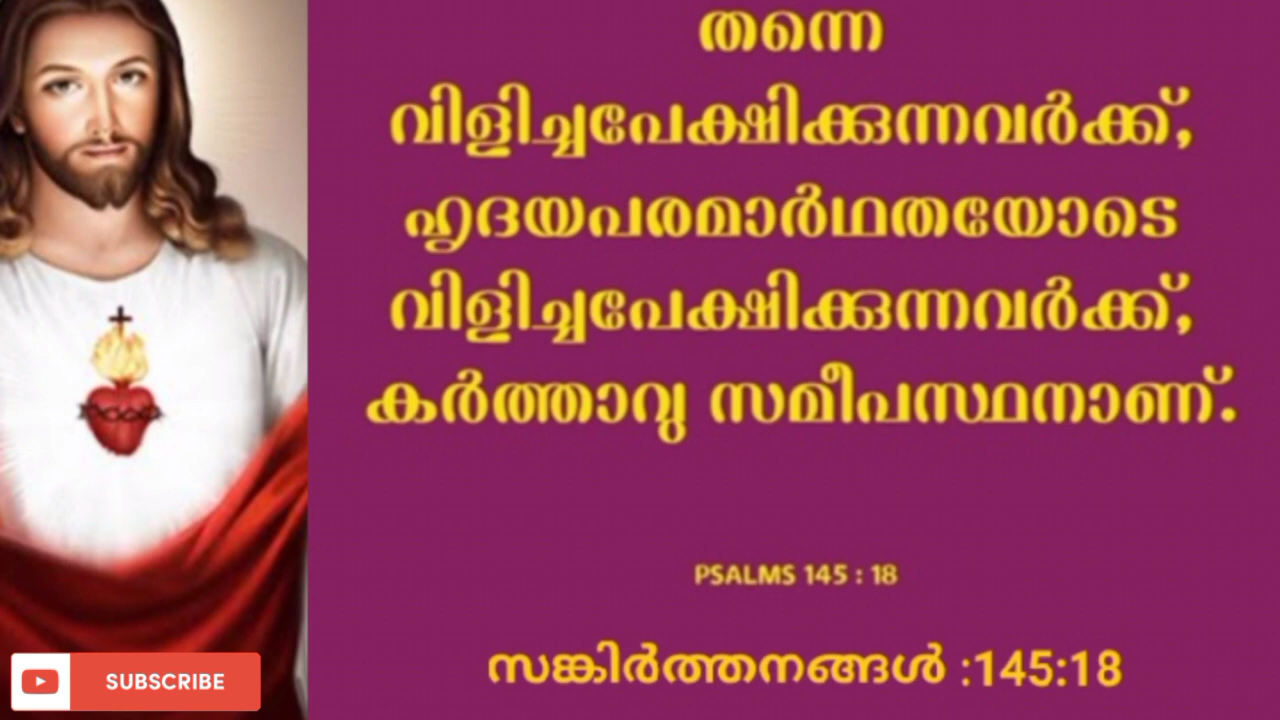 തന്നെ
വിളിച്ചപേക്ഷിക്കുന്നവർക്ക്,
ഹൃദയപരമാർഥതയോടെ
വിളിച്ചപേക്ഷിക്കുന്നവർക്ക്,
കർത്താവു സമീപസ്ഥനാണ്.
PSALMS 145 : 18
സങ്കിർത്തനങ്ങൾ :145:18
SUBSCRIBE